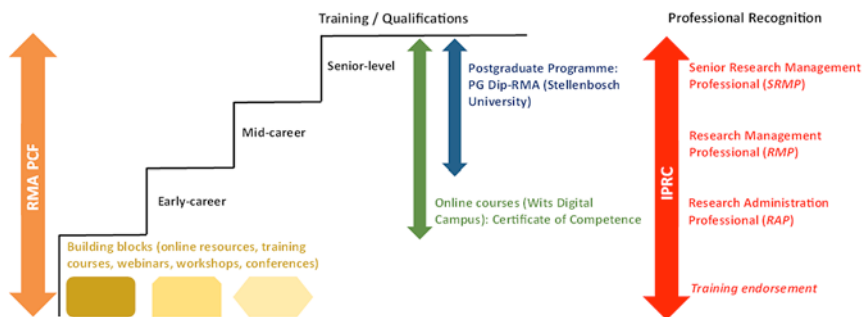 Training / Qualifications
Professional Recognition
RMA PCF
Senior-level
Mid-career
Early-career
Building blocks (online resources, training
courses, webinars, workshops, conferences)
Postgraduate Programme:
PG Dip-RMA (Stellenbosch
University)
Online courses (Wits Digital
Campus): Certificate of Competence
IPRC
Senior Research Management
Professional (SRMP)
Research Management
Professional (RMP)
Research Administration
Professional (RAP)
Training endorsement